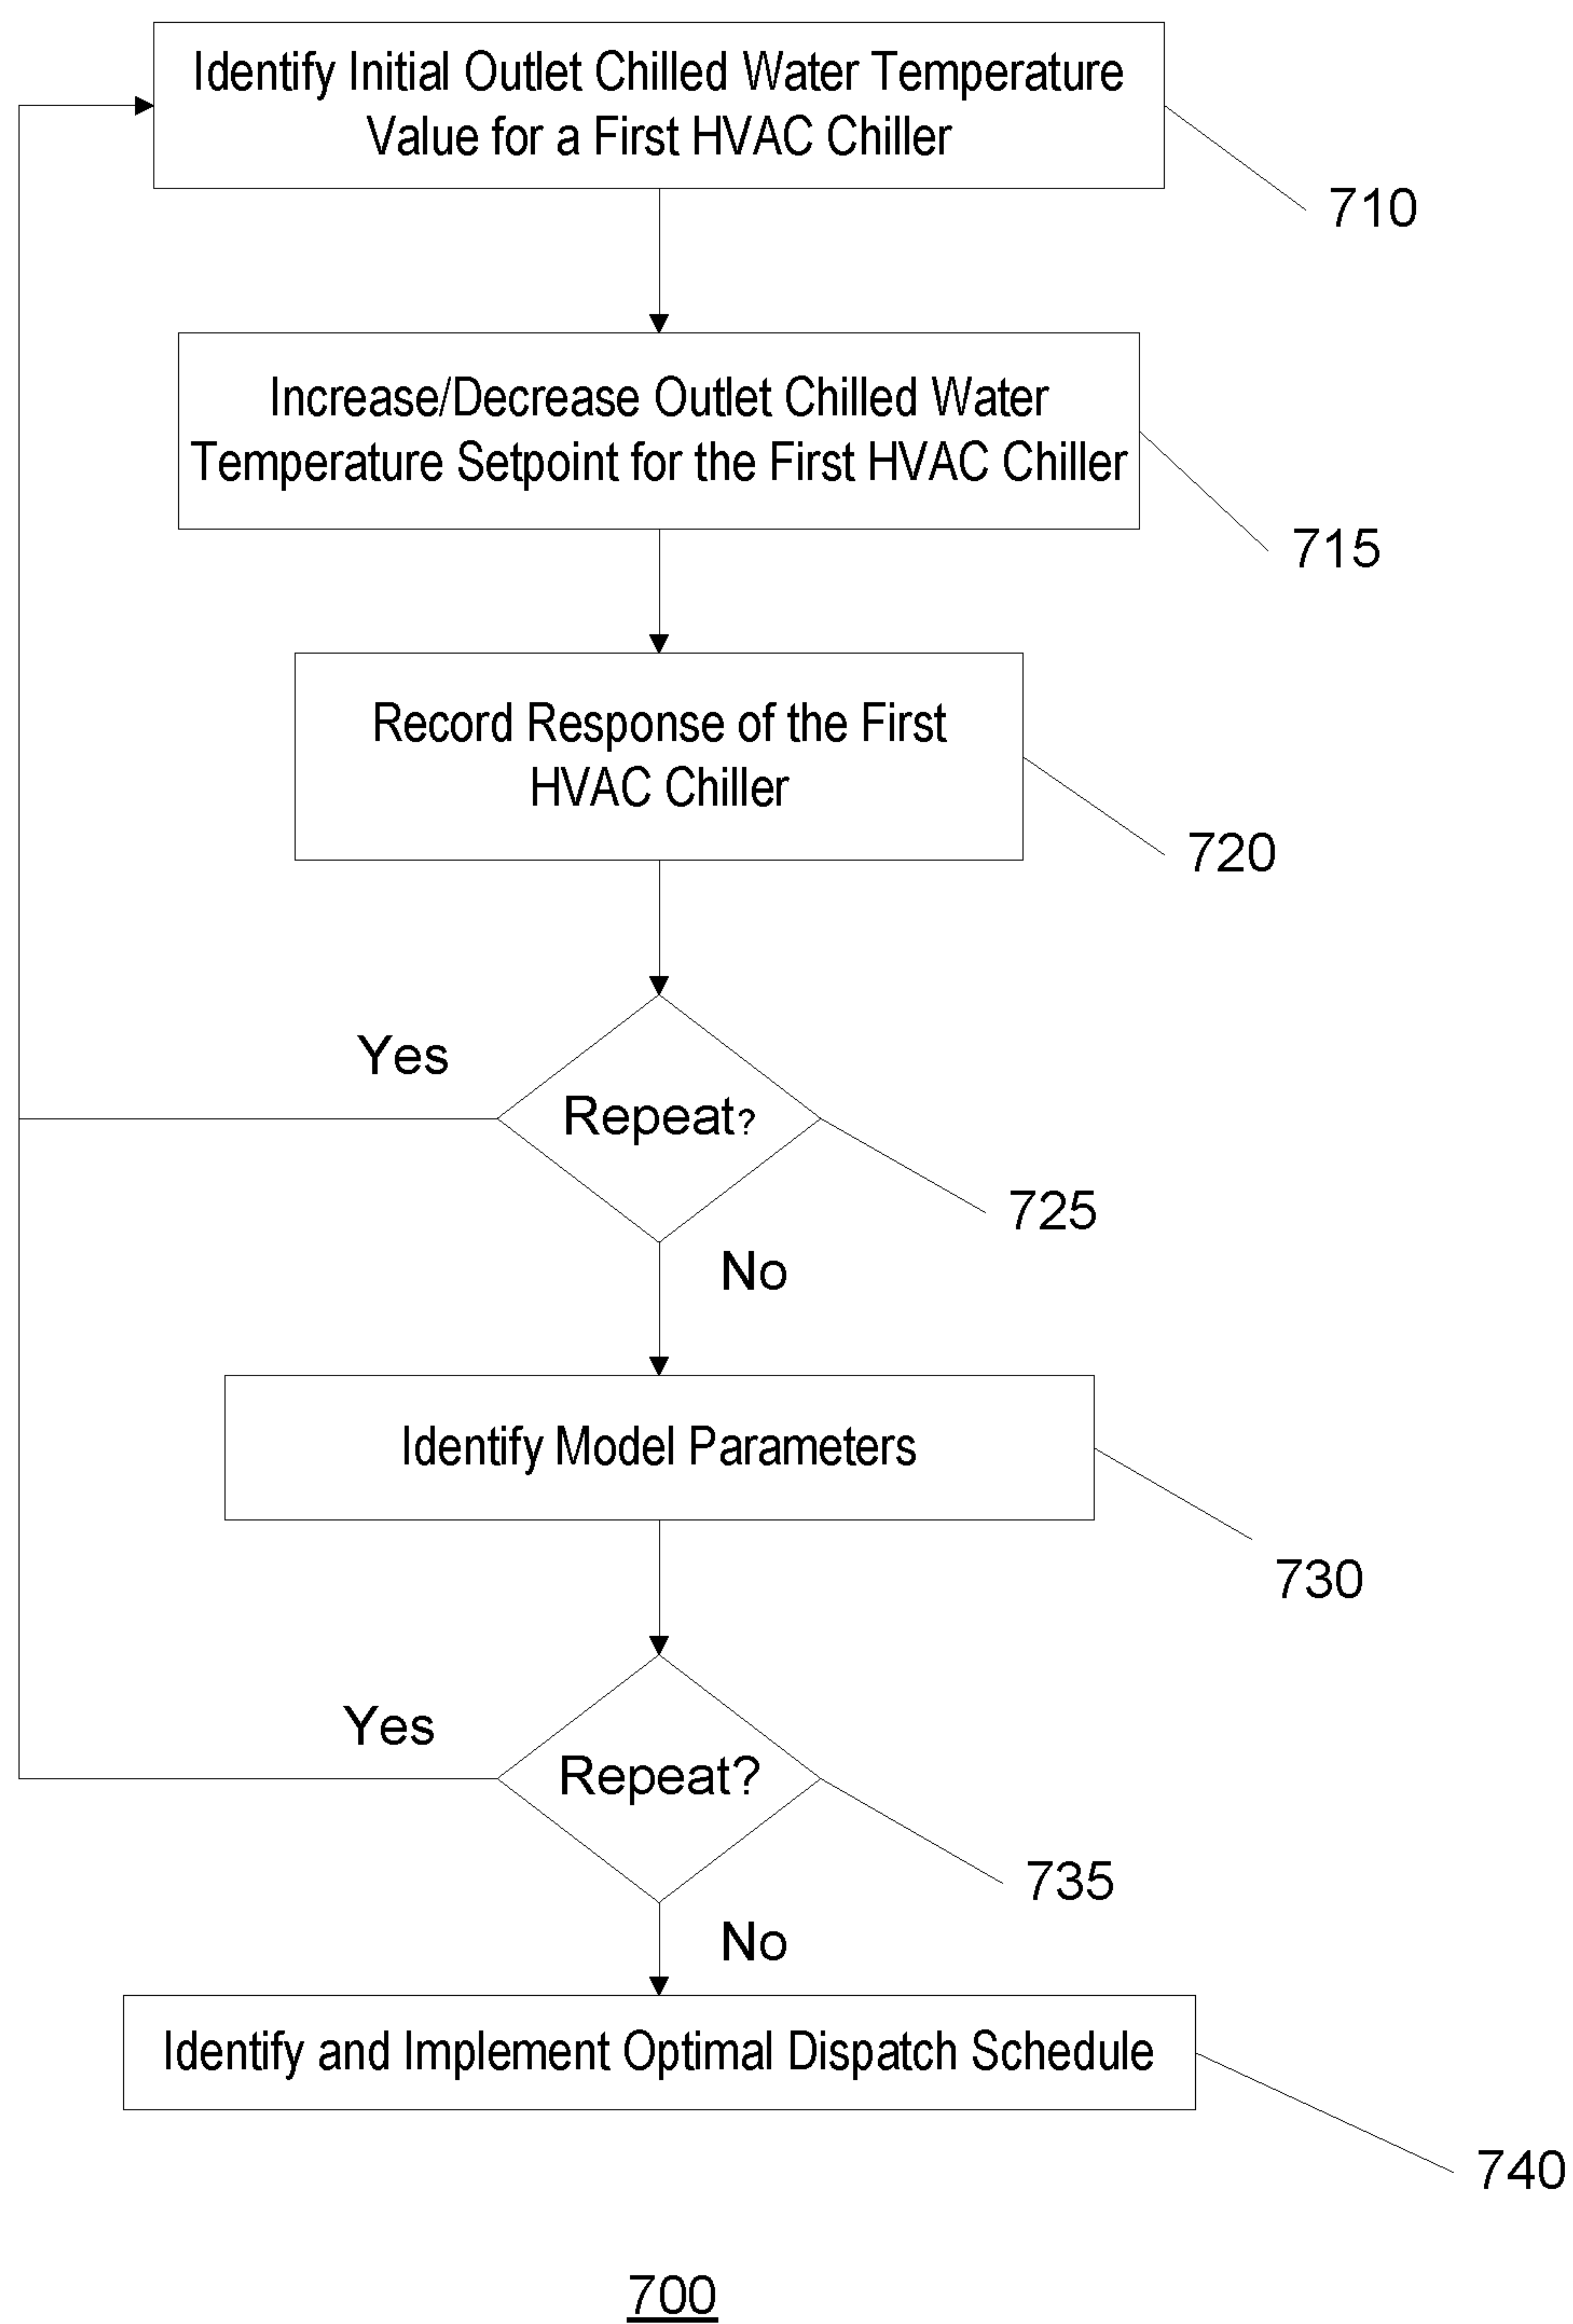 Identify Initial Outlet Chilled Water Temperature
Value for a First HVAC Chiller
710
Increase/Decrease Outlet Chilled Water
Temperature Setpoint for the First HVAC Chiller
715
Record Response of the First
HVAC Chiller
720
Yes
Repeat?
725
No
Identify Model Parameters
730
Yes
Repeat?
735
No
Identify and Implement Optimal Dispatch Schedule
740
700